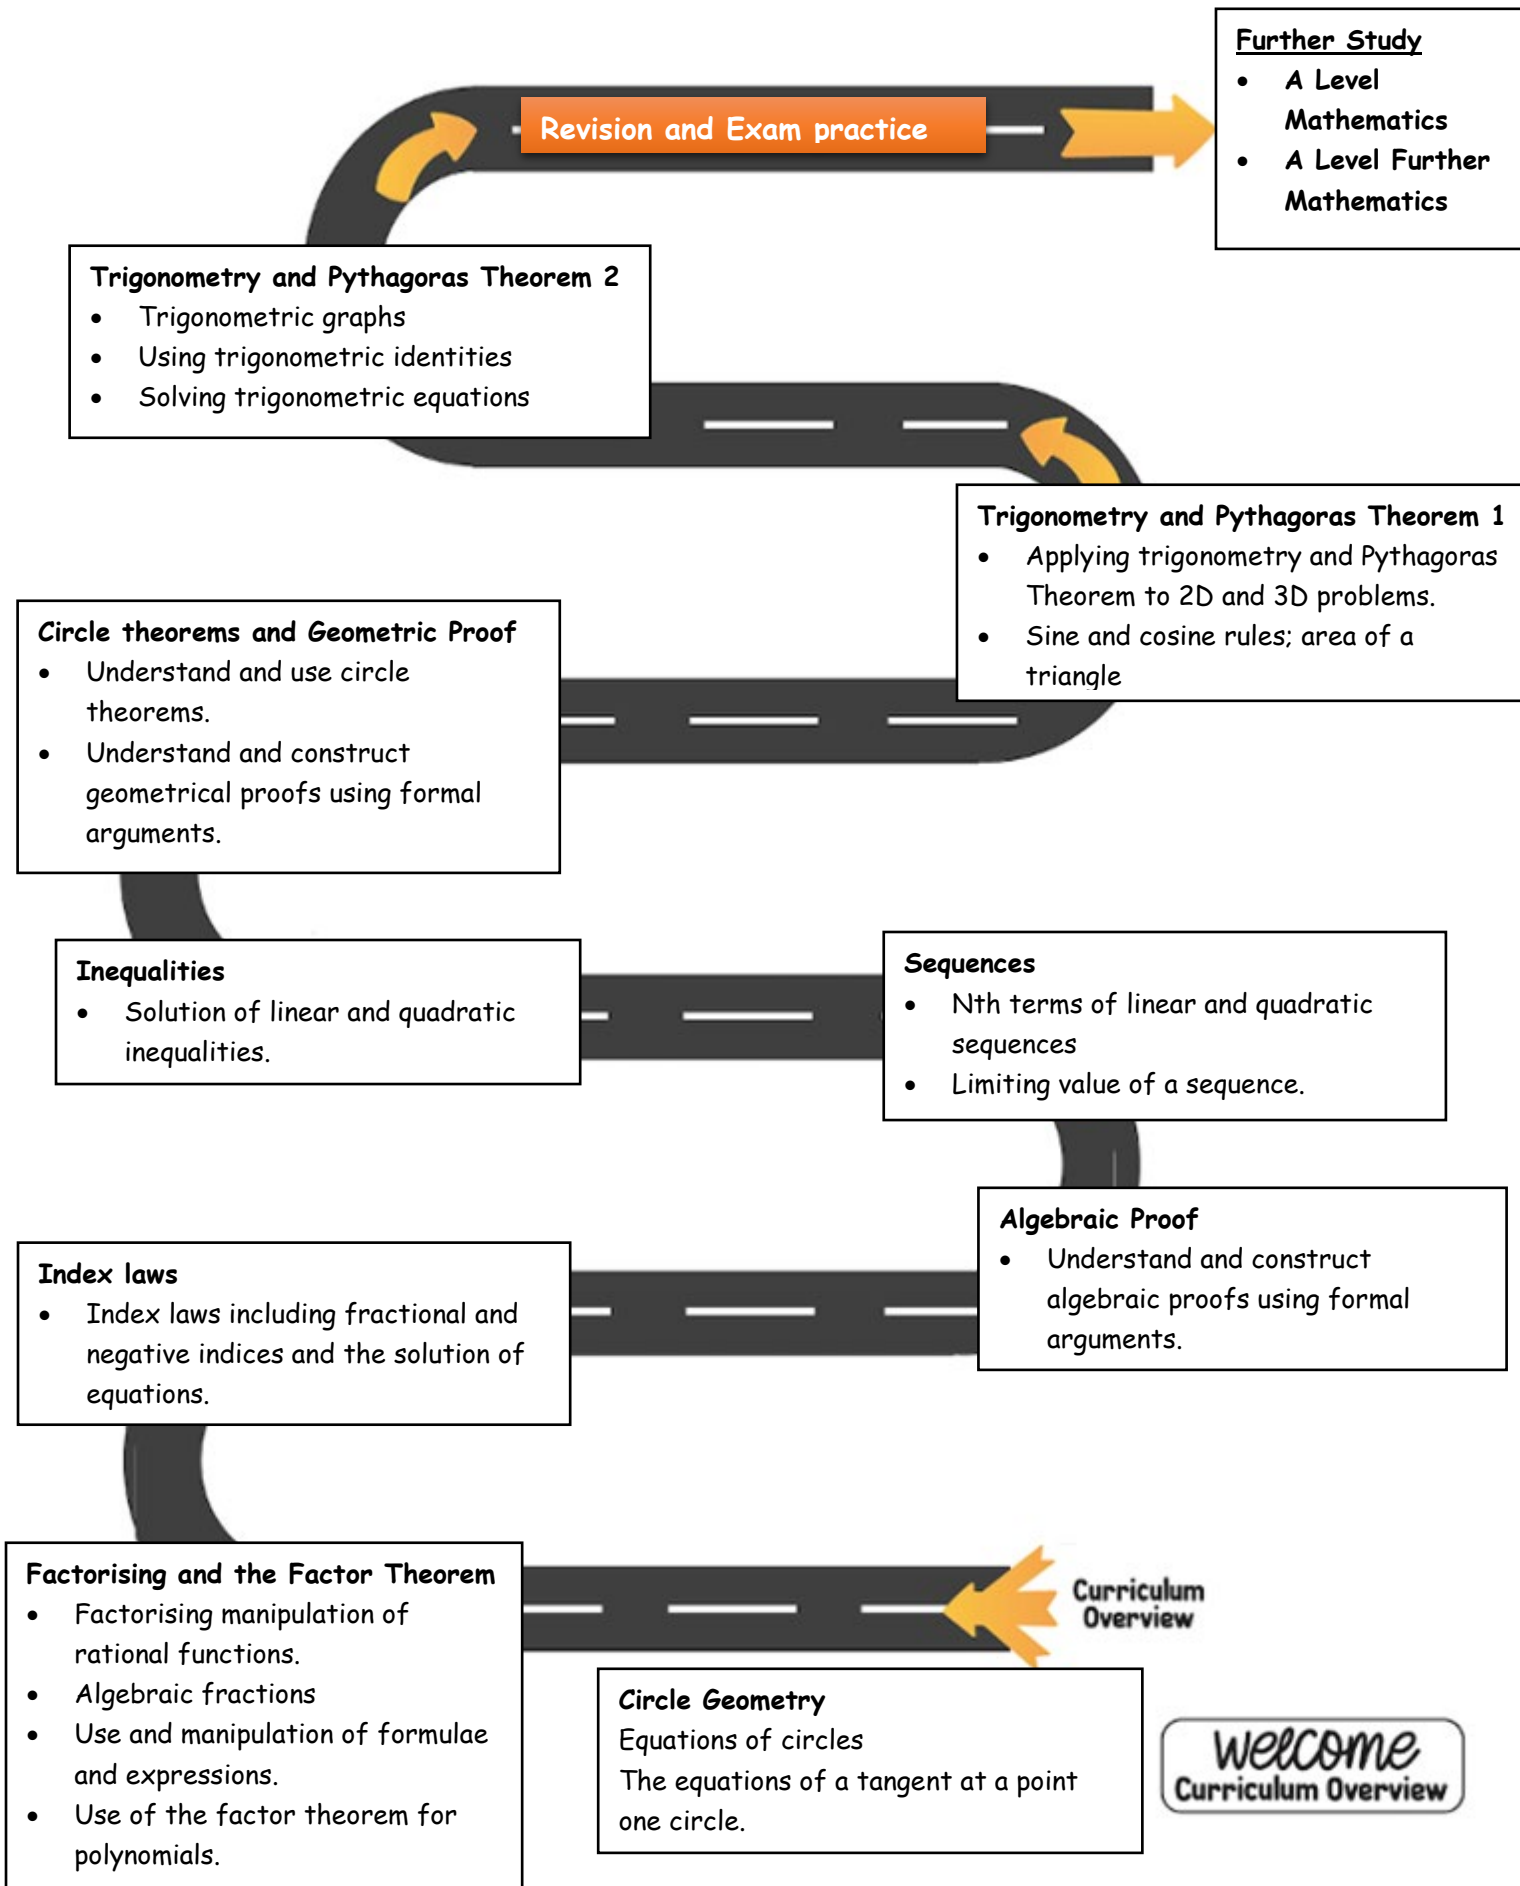 Further Study
• A Level
Mathematics
• A Level Further
Mathematics
Revision and Exam practice
Trigonometry and Pythagoras Theorem 2
• Trigonometric graphs
• Using trigonometric identities
• Solving trigonometric equations
Trigonometry and Pythagoras Theorem 1
• Applying trigonometry and Pythagoras
Theorem to 2D and 3D problems.
• Sine and cosine rules; area of a
triangle
Circle theorems and Geometric Proof
• Understand and use circle
theorems.
• Understand and construct
geometrical proofs using formal
arguments.
Inequalities
• Solution of linear and quadratic
inequalities.
Sequences
• Nth terms of linear and quadratic
sequences
• Limiting value of a sequence.
Algebraic Proof
• Understand and construct
algebraic proofs using formal
arguments.
Index laws
• Index laws including fractional and
negative indices and the solution of
equations.
Factorising and the Factor Theorem
• Factorising manipulation of
rational functions.
• Algebraic fractions
• Use and manipulation of formulae
and expressions.
• Use of the factor theorem for
polynomials.
Curriculum
Overview
Circle Geometry
Equations of circles
The equations of a tangent at a point
one circle.
Welcome
Curriculum Overview